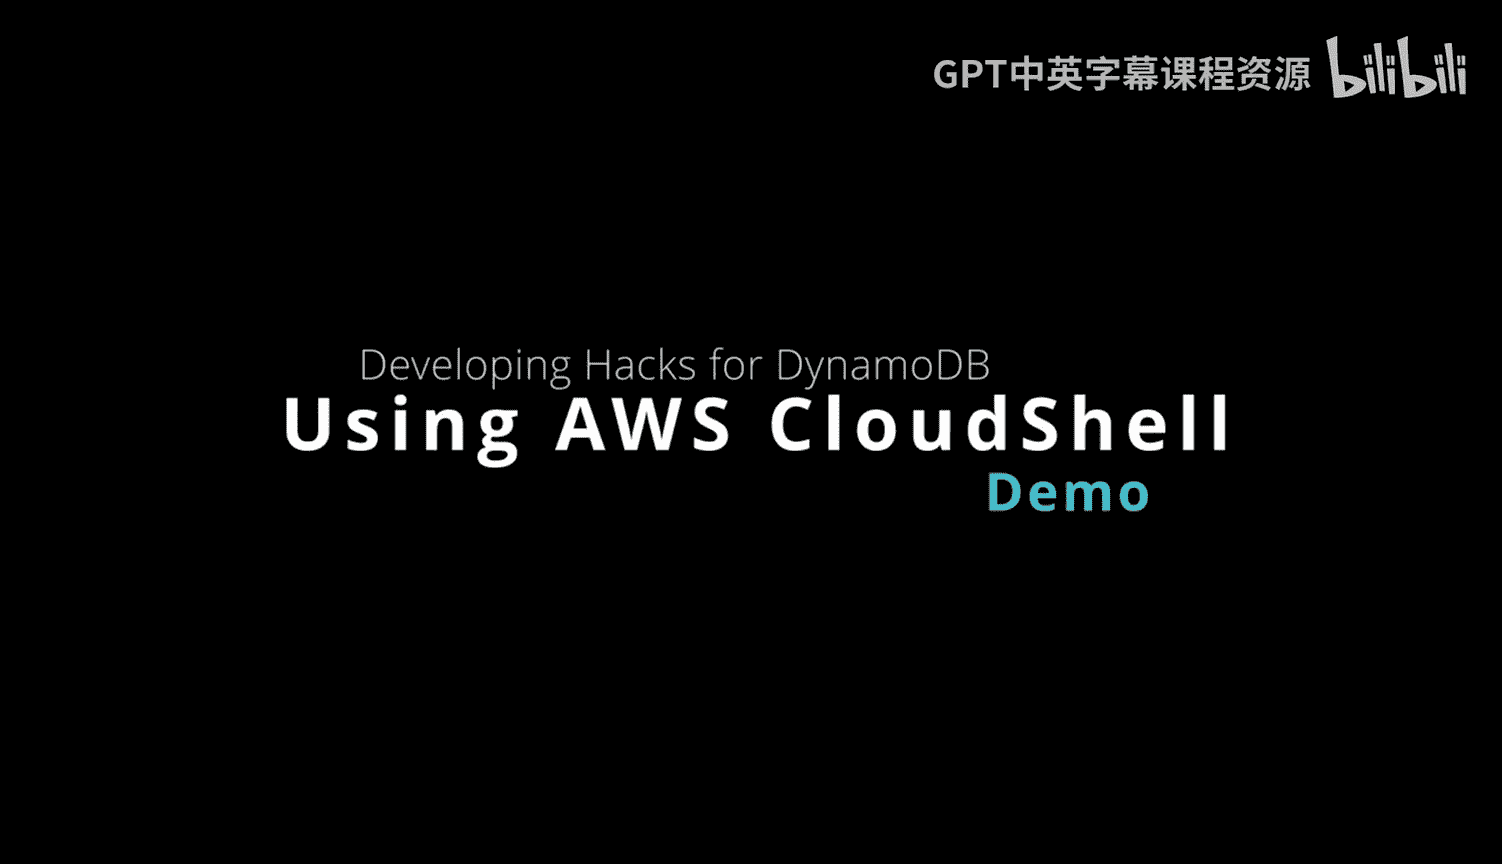 GPT中英字幕课程资源 bilibili
Developing Hacks for DynamoDB
Using AWS CloudShell
Demo